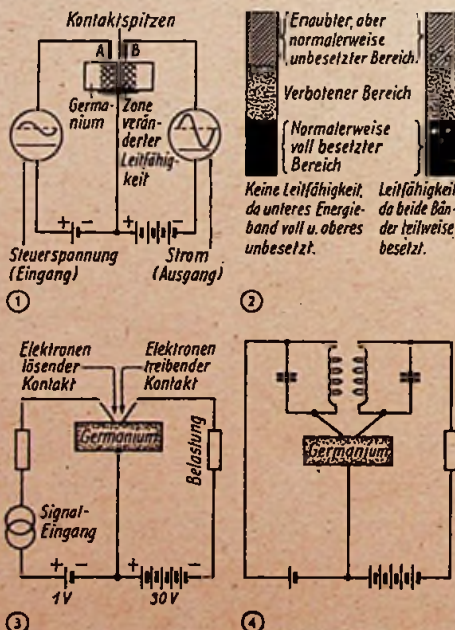 Kontaktspitzen
A B
Germa-
nium
Zone
verän-
derter
Leitfähig-
keit
+ − + −
Steuerspannung
(Eingang)
Strom
(Ausgang)
①
Erlaubter, aber
normalerweise
unbesetzter Bereich.
Verbotener Bereich
Normalerweise
voll besetzter
Bereich
Keine Leitfähigkeit,
da unteres Energie-
band voll u. oberes
unbesetzt.
Leitfähigkeit
da beide Bän-
der teilweise
besetzt.
②
Elektronen
lösender
Kontakt
Elektronen
treibender
Kontakt
Germanium
Belastung
Signal-
Eingang
+ − + −
1V 30V
③
Germanium
④